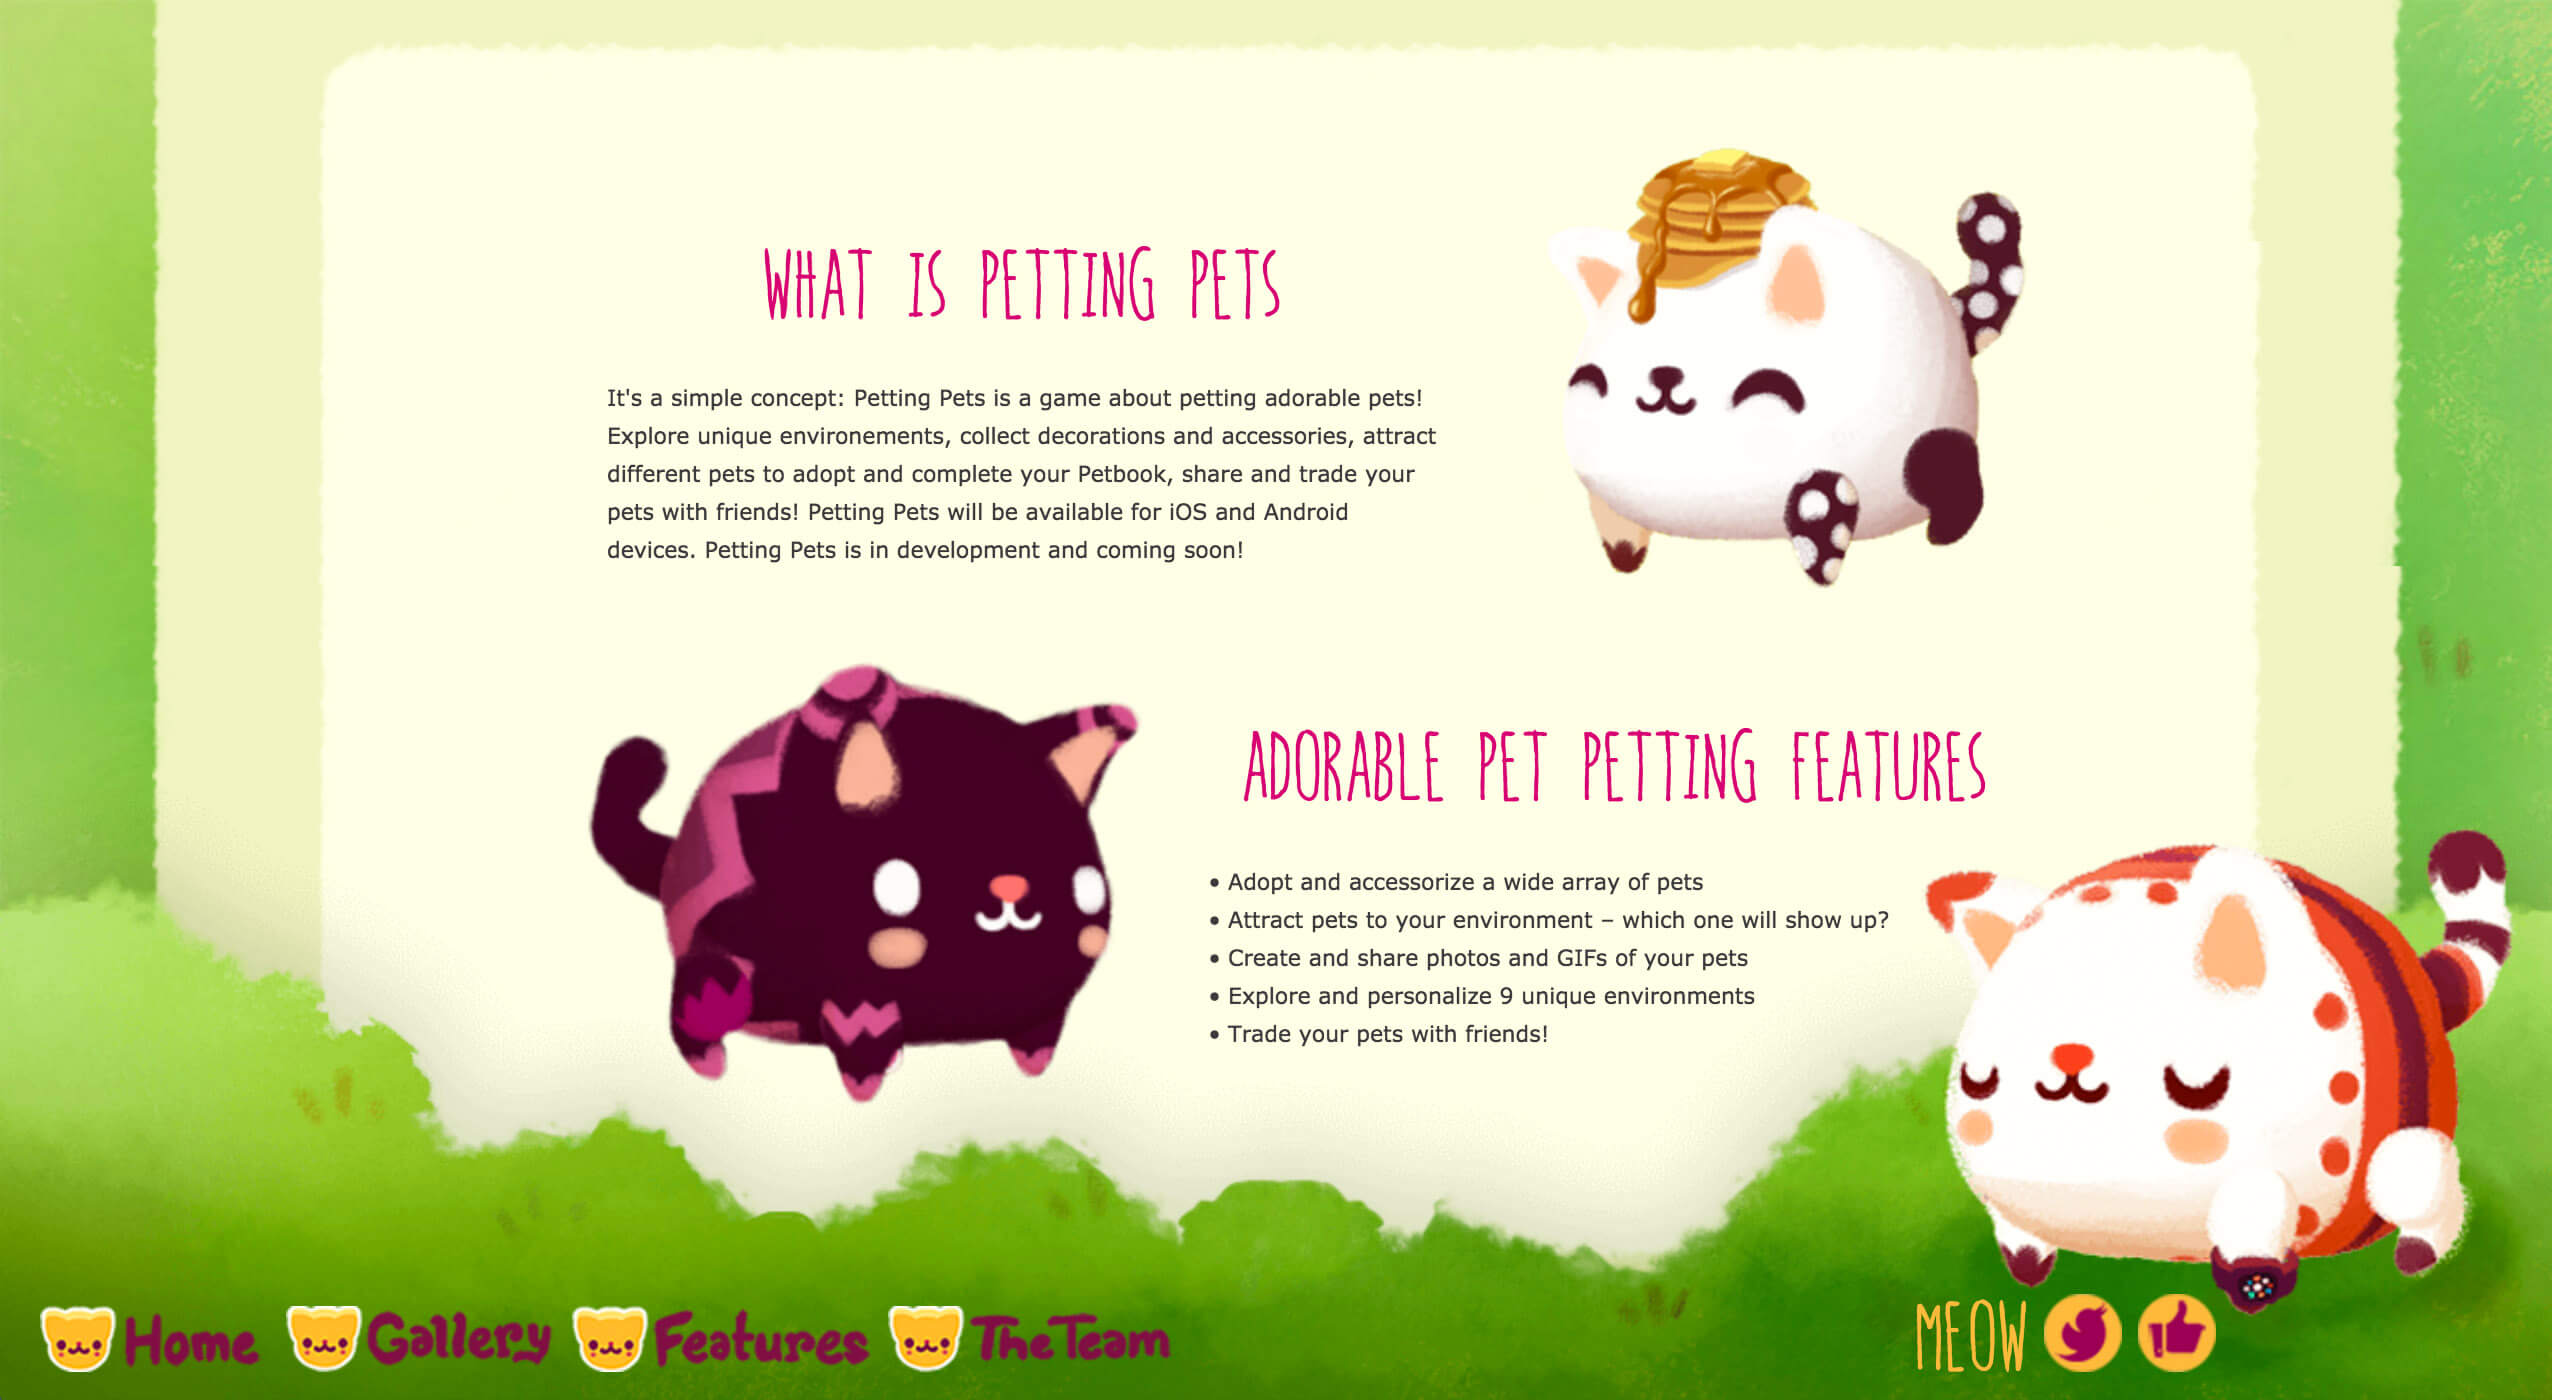 WHAT IS PETTING PETS
It's a simple concept: Petting Pets is a game about petting adorable pets!
Explore unique environements, collect decorations and accessories, attract
different pets to adopt and complete your Petbook, share and trade your
pets with friends! Petting Pets will be available for iOS and Android
devices. Petting Pets is in development and coming soon!
ADORABLE PET PETTING FEATURES
• Adopt and accessorize a wide array of pets
• Attract pets to your environment – which one will show up?
• Create and share photos and GIFs of your pets
• Explore and personalize 9 unique environments
• Trade your pets with friends!
Home Gallery Features The Team
MEOW